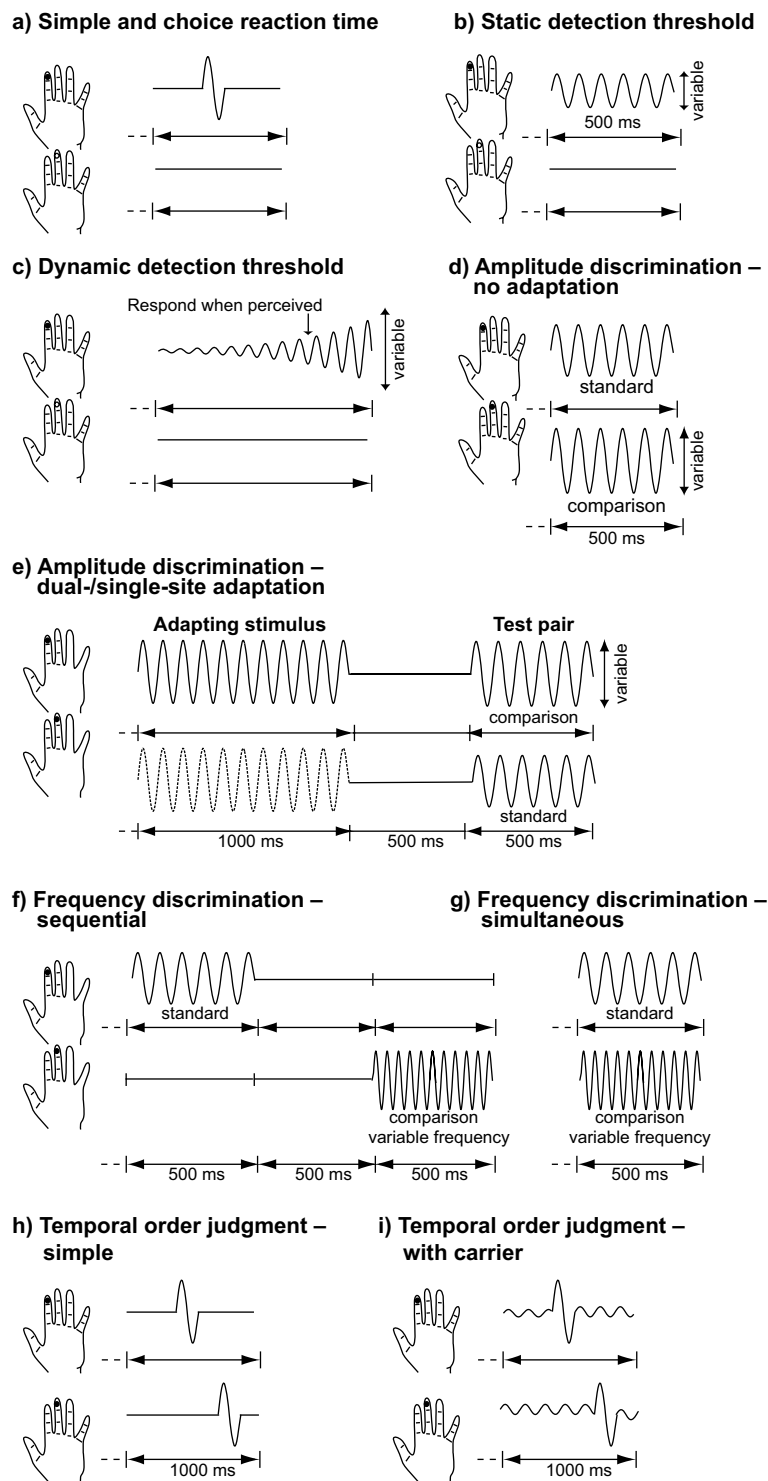 a) Simple and choice reaction time
b) Static detection threshold
variable
500 ms
c) Dynamic detection threshold
Respond when perceived
variable
d) Amplitude discrimination –
no adaptation
standard
variable
comparison
500 ms
e) Amplitude discrimination –
dual-/single-site adaptation
Adapting stimulus
Test pair
variable
comparison
standard
1000 ms
500 ms
500 ms
f) Frequency discrimination –
sequential
standard
comparison
variable frequency
500 ms
500 ms
500 ms
g) Frequency discrimination –
simultaneous
standard
comparison
variable frequency
500 ms
h) Temporal order judgment –
simple
1000 ms
i) Temporal order judgment –
with carrier
1000 ms